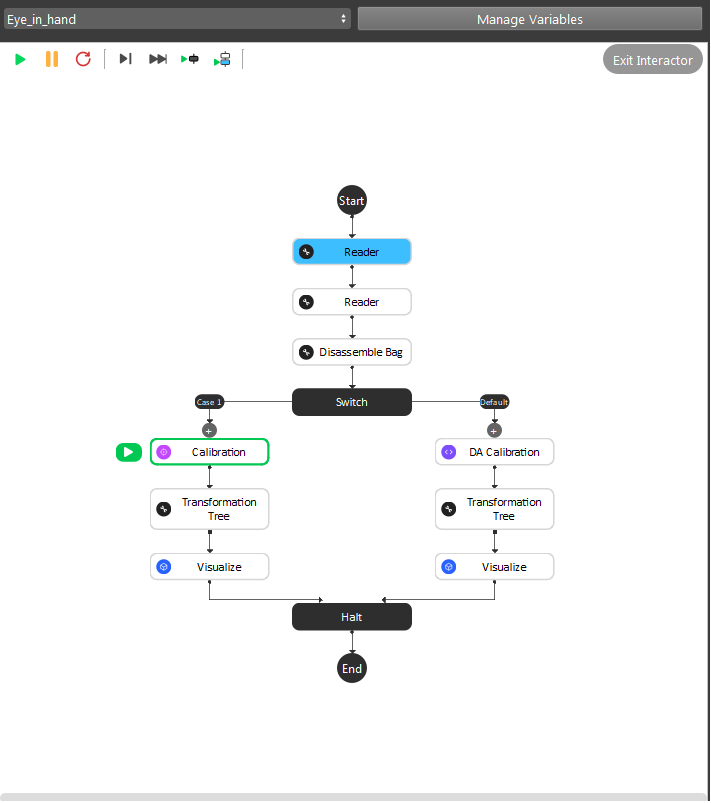 Eye_in_hand
Manage Variables
Exit Interactor
Start
Reader
Reader
Disassemble Bag
Case 1
Switch
Default
Calibration
DA Calibration
Transformation
Tree
Transformation
Tree
Visualize
Visualize
Halt
End